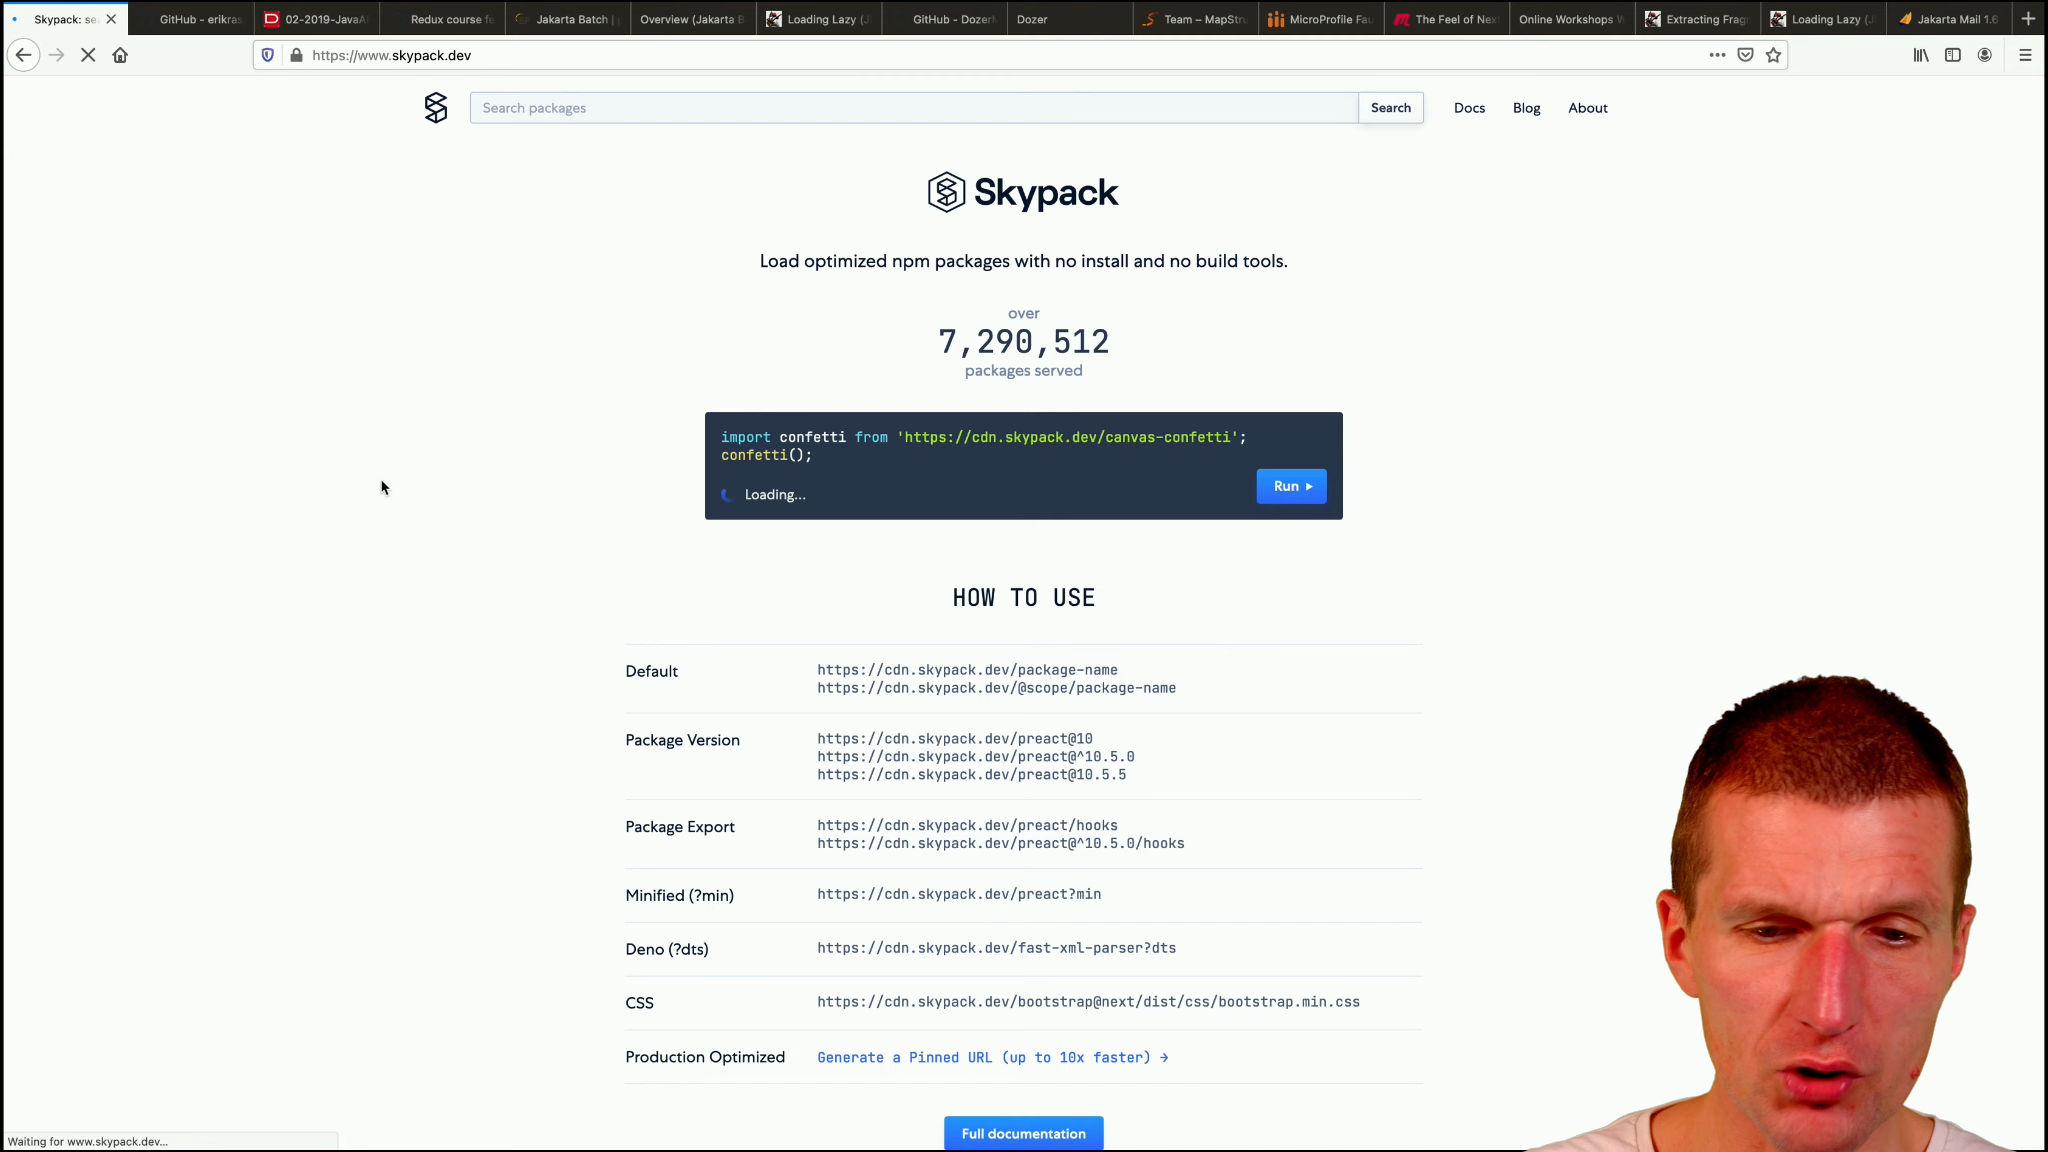 Skypack: se
GitHub - erikras
02-2019-JavaA
Redux course fe
Jakarta Batch |
Overview (Jakarta B
Loading Lazy (J
GitHub - Dozer
Dozer
Team – MapStru
MicroProfile Fau
The Feel of Nex
Online Workshops
Extracting Frag
Loading Lazy (J
Jakarta Mail 1.6
https://www.skypack.dev
Search packages
Search
Docs
Blog
About
Skypack
Load optimized npm packages with no install and no build tools.
over
7,290,512
packages served
import confetti from 'https://cdn.skypack.dev/canvas-confetti';
confetti();
Loading...
Run
HOW TO USE
Default
https://cdn.skypack.dev/package-name
https://cdn.skypack.dev/@scope/package-name
Package Version
https://cdn.skypack.dev/preact@10
https://cdn.skypack.dev/preact@^10.5.0
https://cdn.skypack.dev/preact@10.5.5
Package Export
https://cdn.skypack.dev/preact/hooks
https://cdn.skypack.dev/preact@^10.5.0/hooks
Minified (?min)
https://cdn.skypack.dev/preact?min
Deno (?dts)
https://cdn.skypack.dev/fast-xml-parser?dts
CSS
https://cdn.skypack.dev/bootstrap@next/dist/css/bootstrap.min.css
Production Optimized
Generate a Pinned URL (up to 10x faster) →
Full documentation
Waiting for www.skypack.dev...